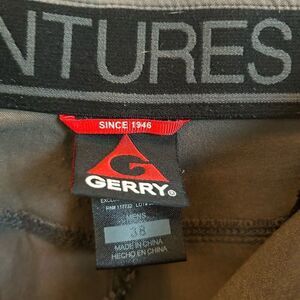 NTURES
SINCE 1946
G
GERRY®
MENS
38
MADE IN CHINA
HECHO EN CHINA